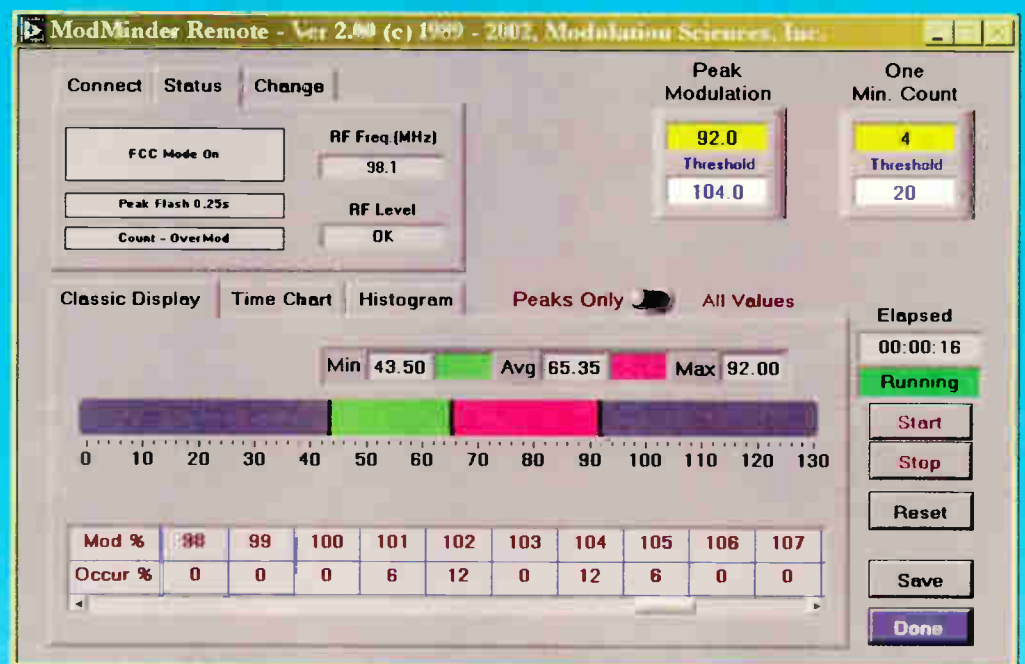 ModMinder Remote - Ver 2.00 (c) 1989 - 2002, Modulation Sciences, Inc.
Connect Status Change
FCC Mode On
Peak Flash 0.25s
Count - OverMod
RF Freq.(MHz)
98.1
RF Level
OK
Peak Modulation
92.0
Threshold
104.0
One Min. Count
4
Threshold
20
Classic Display Time Chart Histogram
Peaks Only All Values
Min 43.50 Avg 65.35 Max 92.00
0 10 20 30 40 50 60 70 80 90 100 110 120 130
Mod % 98 99 100 101 102 103 104 105 106 107
Occur % 0 0 0 6 12 0 12 6 0 0
Elapsed
00:00:16
Running
Start
Stop
Reset
Save
Done